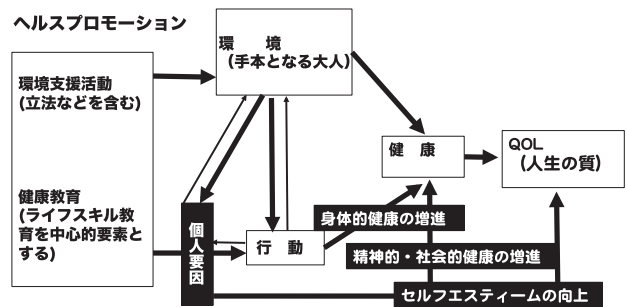 ヘルスプロモーション
環　境
（手本となる大人）
環境支援活動
(立法などを含む)
健　康
QOL
（人生の質）
健康教育
(ライフスキル教
育を中心的要素と
する)
個人要因
行　動
身体的健康の増進
精神的・社会的健康の増進
セルフエスティームの向上